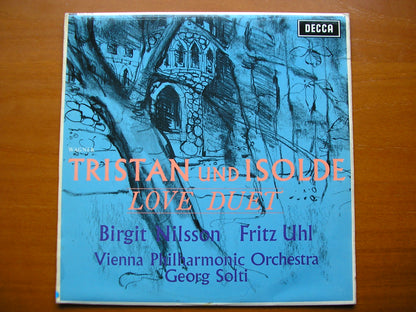 DECCA
WAGNER
TRISTAN UND ISOLDE
LOVE DUET
Birgit Nilsson Fritz Uhl
Vienna Philharmonic Orchestra
Georg Solti